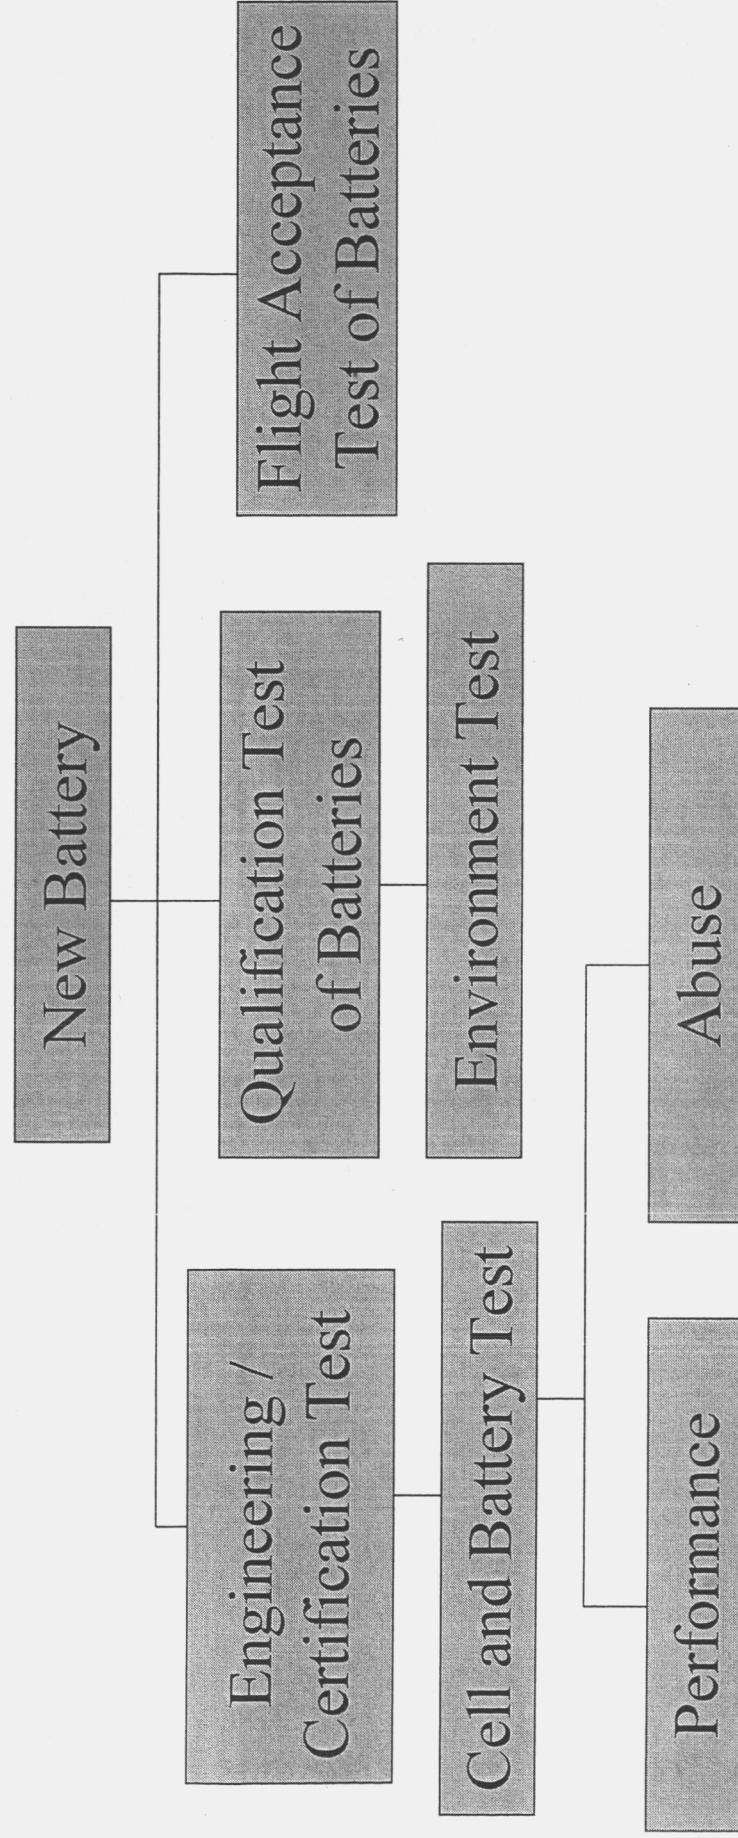 New Battery
Engineering /
Certification Test
Qualification Test
of Batteries
Flight Acceptance
Test of Batteries
Cell and Battery Test
Environment Test
Performance
Abuse